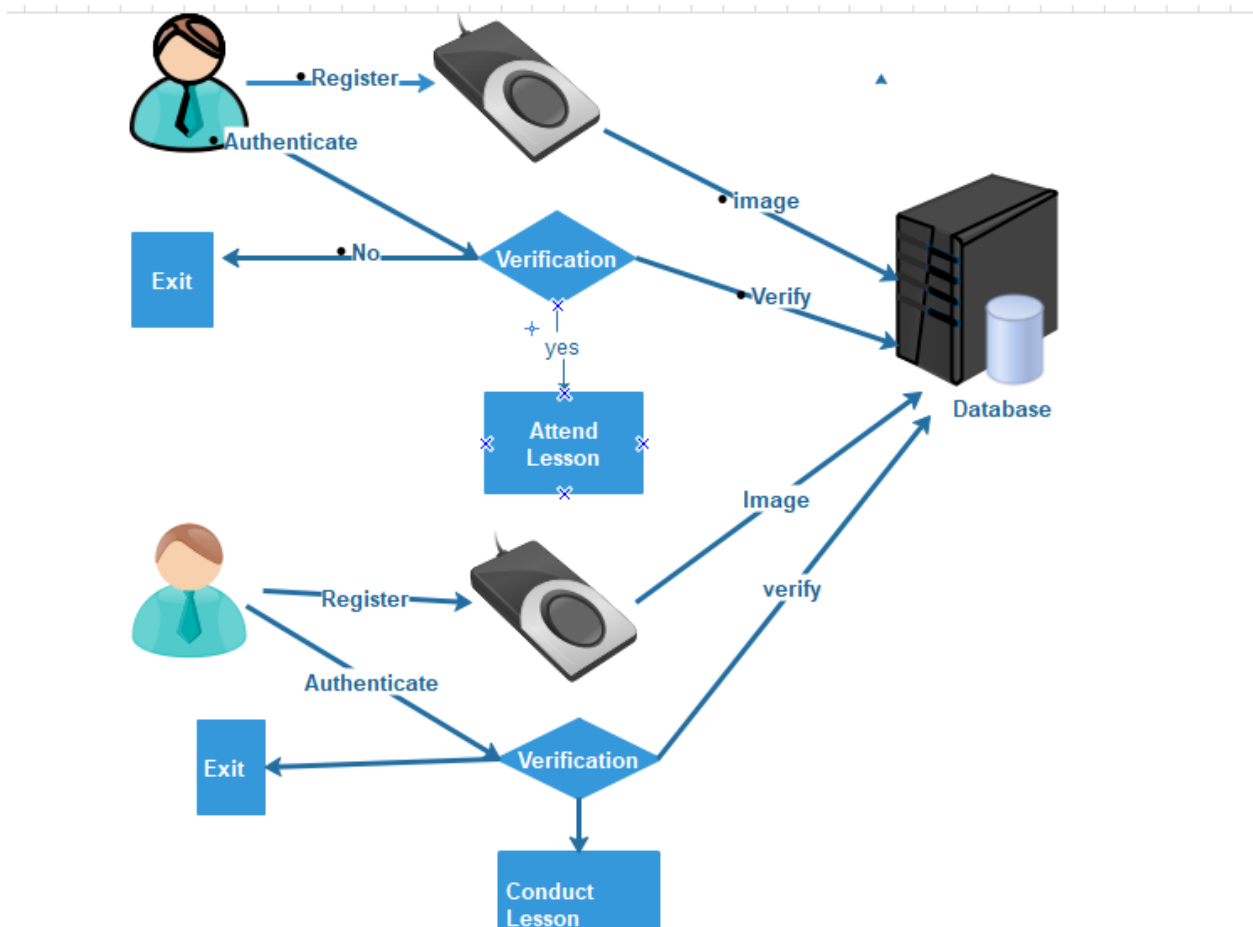 Register
Authenticate
image
No
Verification
Exit
Verify
yes
Database
Attend
Lesson
Image
verify
Register
Authenticate
Verification
Exit
Conduct
Lesson